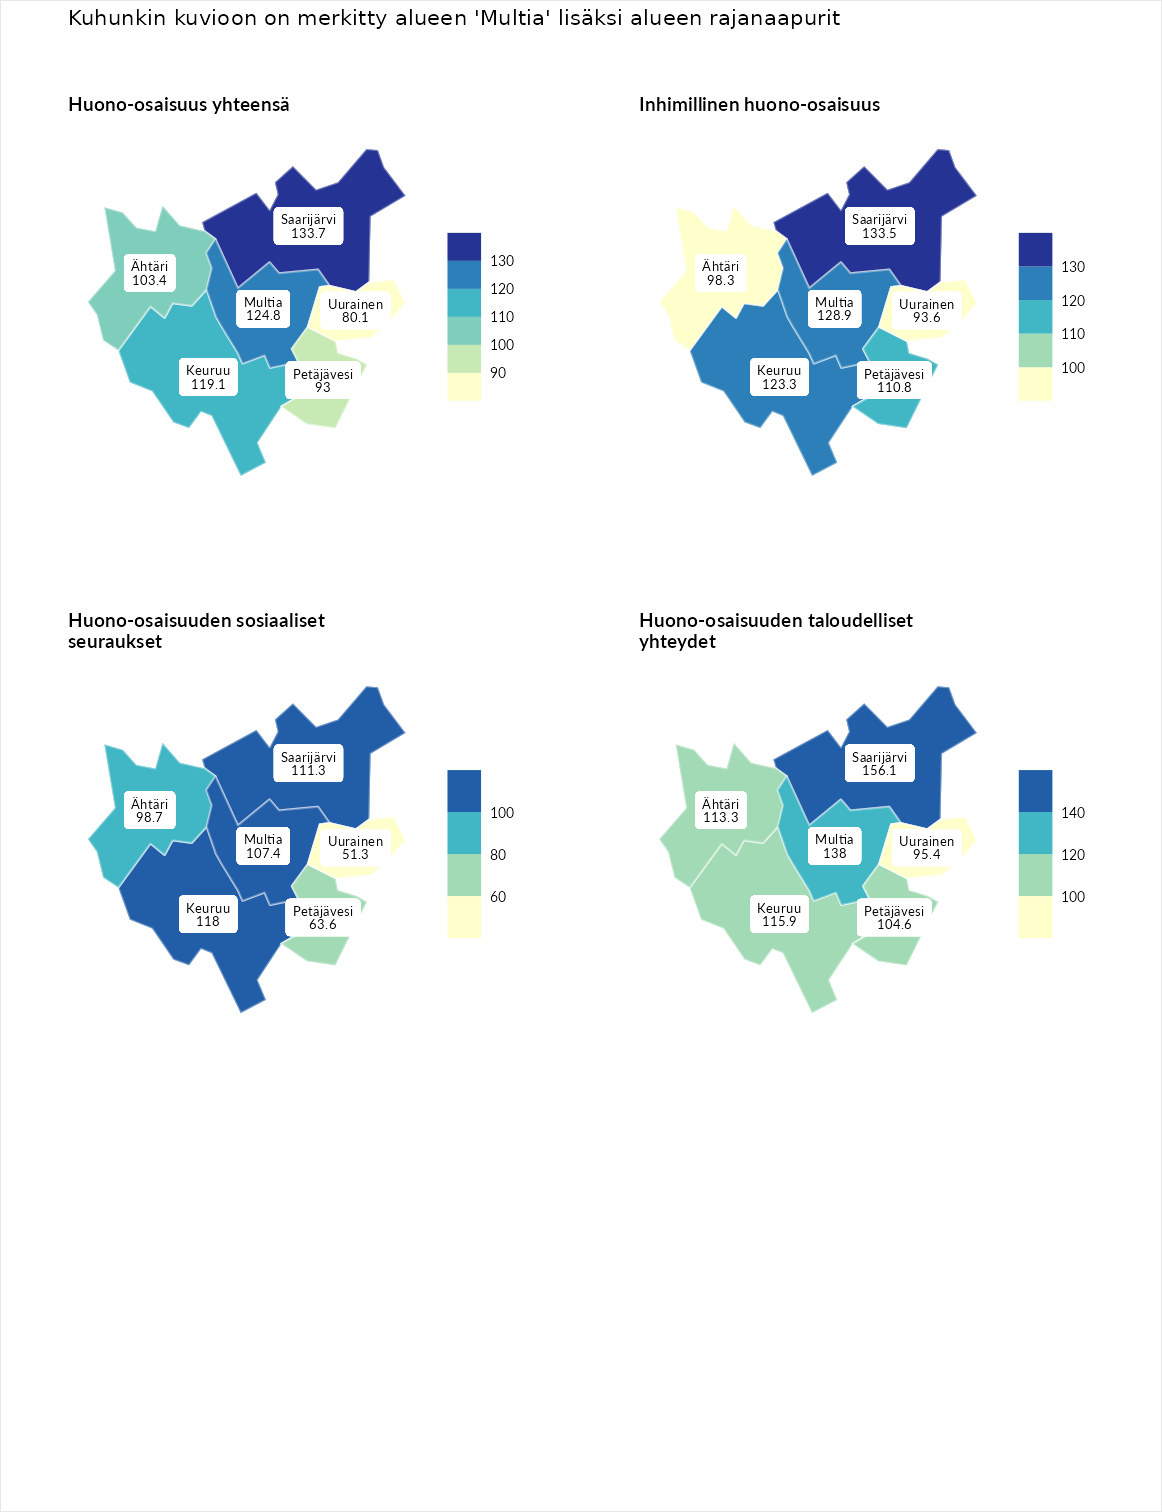 Kuhunkin kuvioon on merkitty alueen 'Multia' lisäksi alueen rajanaapurit
Huono-osaisuus yhteensä
Saarijärvi
133.7
Ähtäri
103.4
Multia
124.8
Uurainen
80.1
Keuruu
119.1
Petäjävesi
93
130
120
110
100
90
Inhimillinen huono-osaisuus
Saarijärvi
133.5
Ähtäri
98.3
Multia
128.9
Uurainen
93.6
Keuruu
123.3
Petäjävesi
110.8
130
120
110
100
Huono-osaisuuden sosiaaliset
seuraukset
Saarijärvi
111.3
Ähtäri
98.7
Multia
107.4
Uurainen
51.3
Keuruu
118
Petäjävesi
63.6
100
80
60
Huono-osaisuuden taloudelliset
yhteydet
Saarijärvi
156.1
Ähtäri
113.3
Multia
138
Uurainen
95.4
Keuruu
115.9
Petäjävesi
104.6
140
120
100